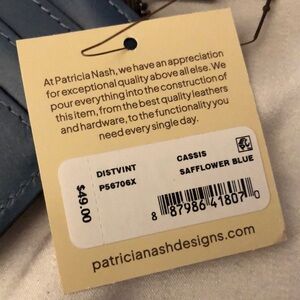 At Patricia Nash, we have an appreciation
for exceptional quality above all else. We
pour everything into the construction of
this item, from the best quality leathers
and hardware, to the functionality you
need every single day.
DISTVINT CASSIS
P56706X SAFFLOWER BLUE
$49.00
8 87986 41807 0
patricianashdesigns.com